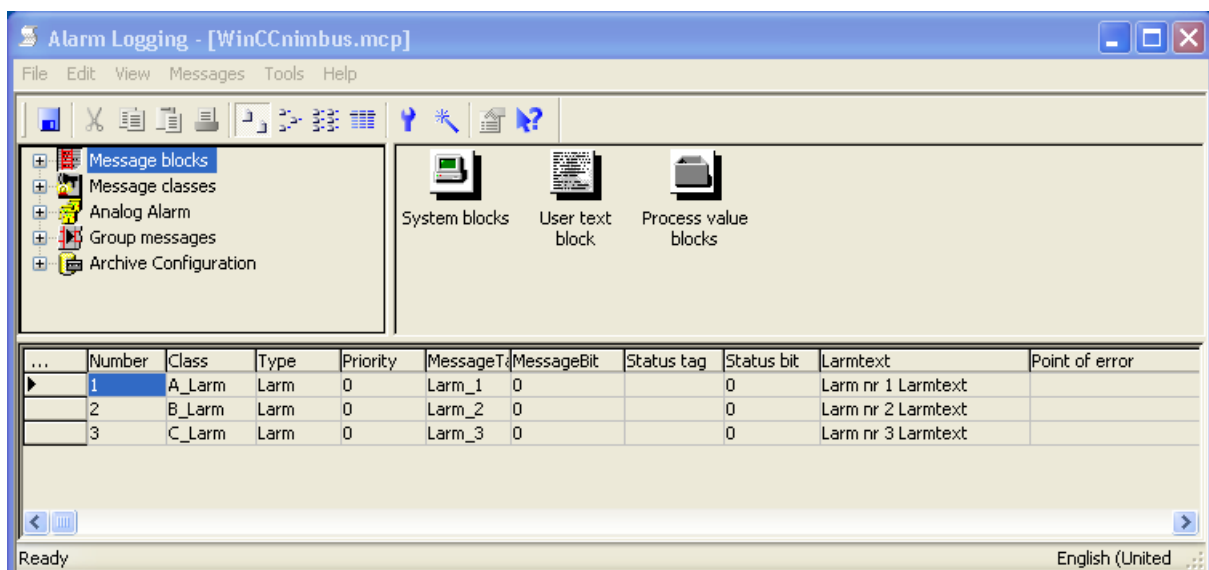 Alarm Logging - [WinCCnimbus.mcp]
File Edit View Messages Tools Help
Message blocks
Message classes
Analog Alarm
Group messages
Archive Configuration
System blocks
User text
block
Process value
blocks
... Number Class Type Priority MessageTa MessageBit Status tag Status bit Larmtext Point of error
1 A_Larm Larm 0 Larm_1 0 0 Larm nr 1 Larmtext
2 B_Larm Larm 0 Larm_2 0 0 Larm nr 2 Larmtext
3 C_Larm Larm 0 Larm_3 0 0 Larm nr 3 Larmtext
Ready English (United